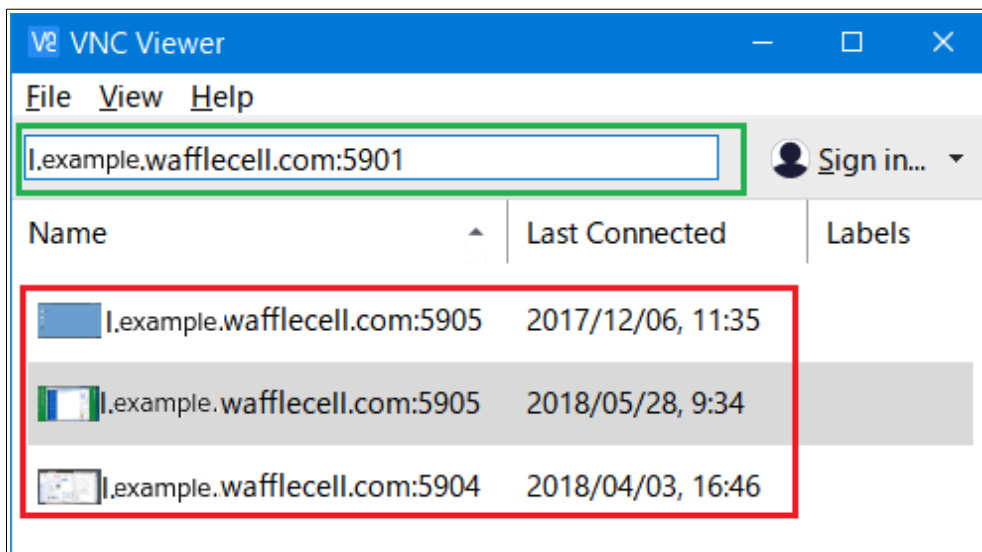 VNC Viewer
File View Help
l.example.wafflecell.com:5901 Sign in...
Name Last Connected Labels
l.example.wafflecell.com:5905 2017/12/06, 11:35
l.example.wafflecell.com:5905 2018/05/28, 9:34
l.example.wafflecell.com:5904 2018/04/03, 16:46